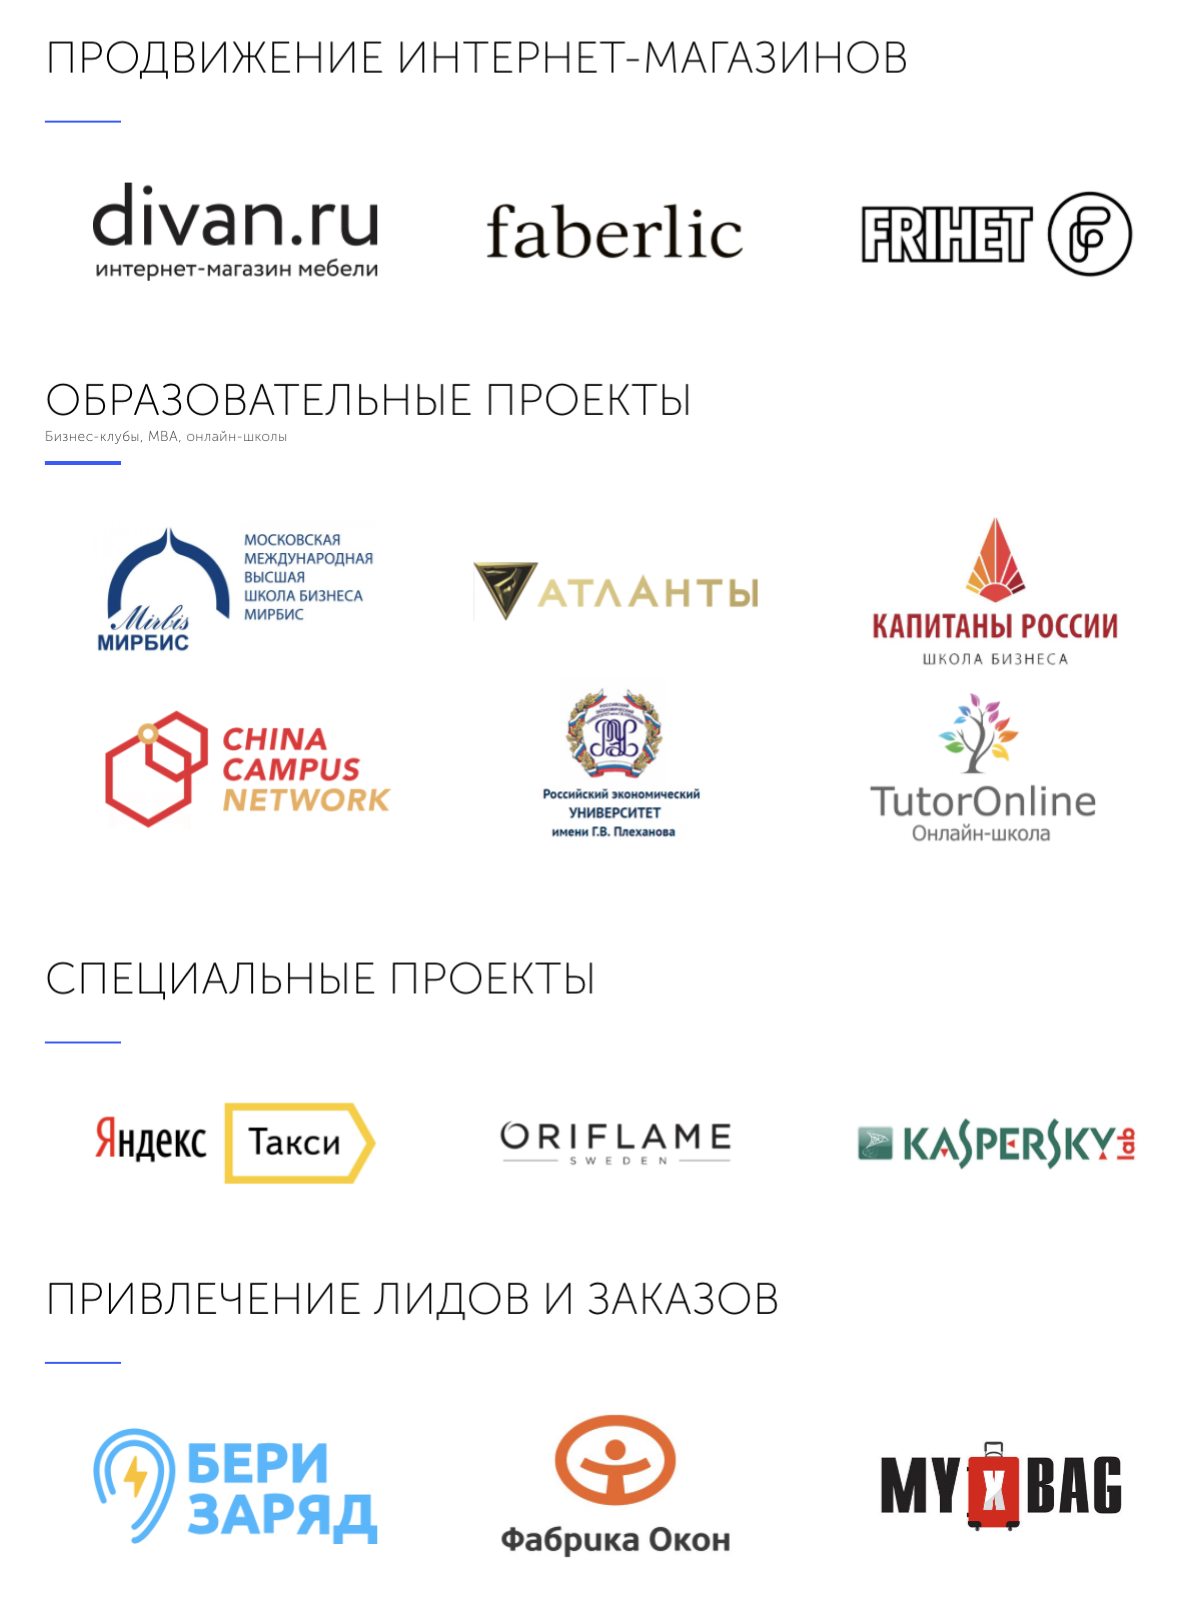 ПРОДВИЖЕНИЕ ИНТЕРНЕТ-МАГАЗИНОВ
divan.ru
интернет-магазин мебели
faberlic
FRIHET
ОБРАЗОВАТЕЛЬНЫЕ ПРОЕКТЫ
Бизнес-клубы, MBA, онлайн-школы
Mirbis
МИРБИС
МОСКОВСКАЯ
МЕЖДУНАРОДНАЯ
ВЫСШАЯ
ШКОЛА БИЗНЕСА
МИРБИС
АТЛАНТЫ
КАПИТАНЫ РОССИИ
ШКОЛА БИЗНЕСА
CHINA
CAMPUS
NETWORK
Российский экономический
УНИВЕРСИТЕТ
имени Г.В. Плеханова
TutorOnline
Онлайн-школа
СПЕЦИАЛЬНЫЕ ПРОЕКТЫ
Яндекс Такси
ORIFLAME
SWEDEN
KASPERSKY lab
ПРИВЛЕЧЕНИЕ ЛИДОВ И ЗАКАЗОВ
БЕРИ
ЗАРЯД
Фабрика Окон
MY X BAG